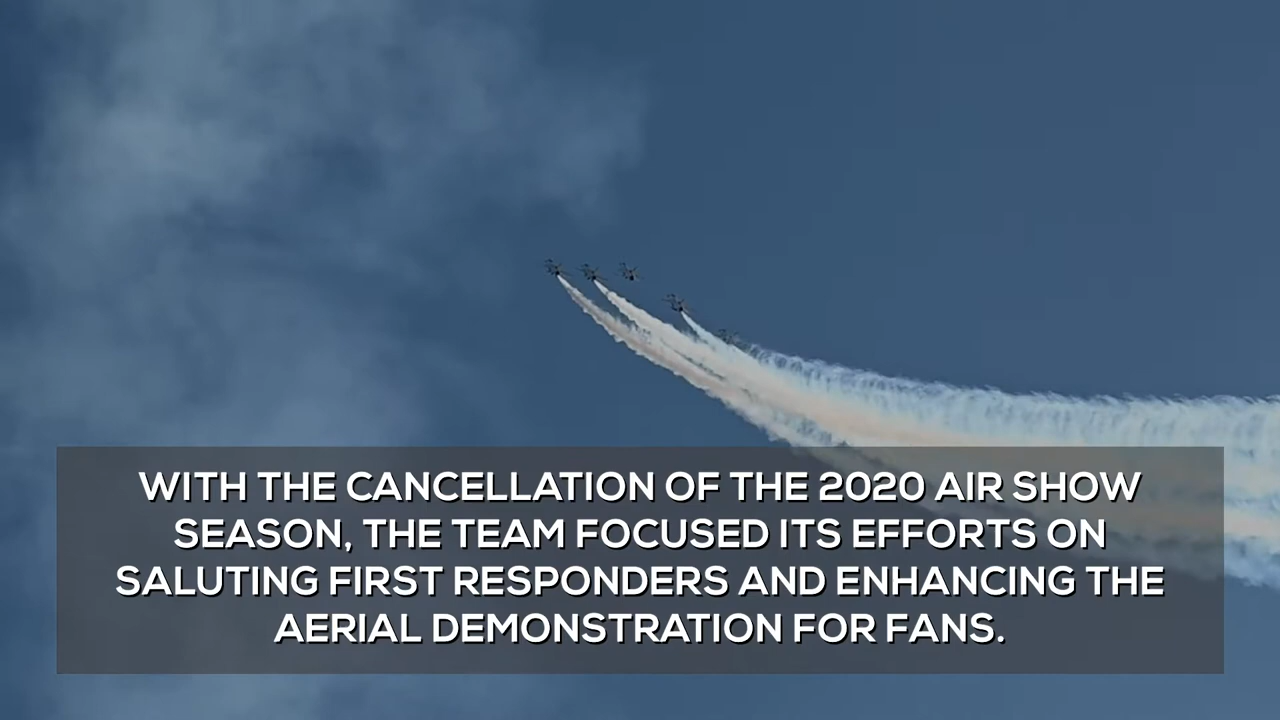 WITH THE CANCELLATION OF THE 2020 AIR SHOW
SEASON, THE TEAM FOCUSED ITS EFFORTS ON
SALUTING FIRST RESPONDERS AND ENHANCING THE
AERIAL DEMONSTRATION FOR FANS.